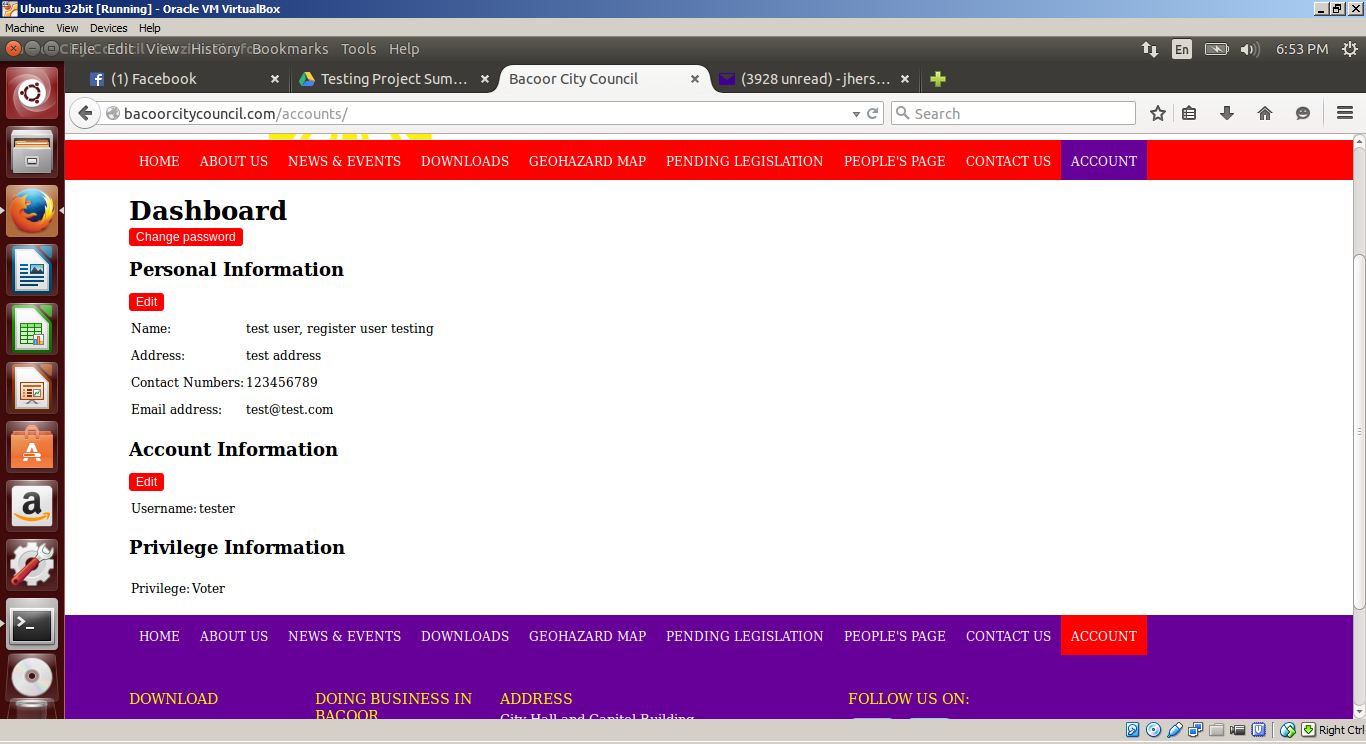 Ubuntu 32bit [Running] - Oracle VM VirtualBox
Machine View Devices Help
File Edit View History Bookmarks Tools Help
En
6:53 PM
(1) Facebook
Testing Project Sum...
Bacoor City Council
(3928 unread) - jhers...
bacoorcitycouncil.com/accounts/
Search
HOME ABOUT US NEWS & EVENTS DOWNLOADS GEOHAZARD MAP PENDING LEGISLATION PEOPLE'S PAGE CONTACT US ACCOUNT
Dashboard
Change password
Personal Information
Edit
Name: test user, register user testing
Address: test address
Contact Numbers: 123456789
Email address: test@test.com
Account Information
Edit
Username: tester
Privilege Information
Privilege: Voter
HOME ABOUT US NEWS & EVENTS DOWNLOADS GEOHAZARD MAP PENDING LEGISLATION PEOPLE'S PAGE CONTACT US ACCOUNT
DOWNLOAD
DOING BUSINESS IN
BACOOR
ADDRESS
City Hall and Capitol Building
FOLLOW US ON:
Right Ctrl